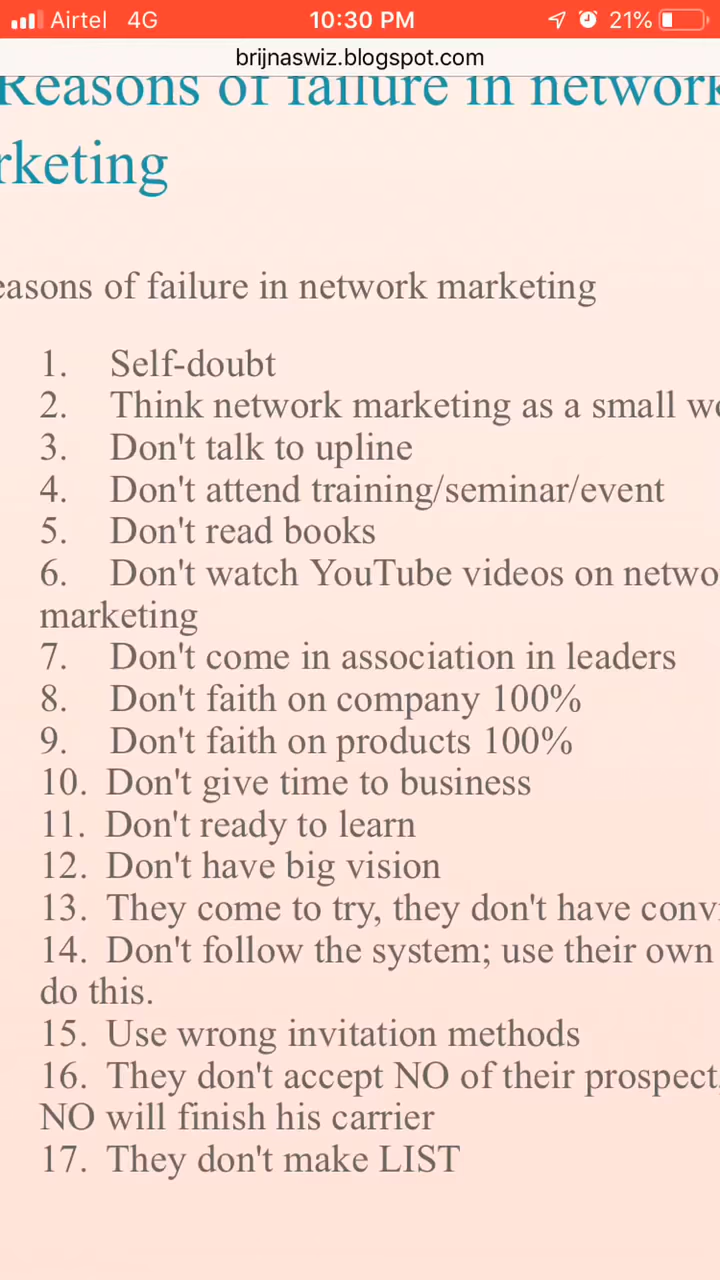 Airtel 4G 10:30 PM 21%
brijnaswiz.blogspot.com
Reasons of failure in network
rketing
easons of failure in network marketing
1. Self-doubt
2. Think network marketing as a small wo
3. Don't talk to upline
4. Don't attend training/seminar/event
5. Don't read books
6. Don't watch YouTube videos on netwo
marketing
7. Don't come in association in leaders
8. Don't faith on company 100%
9. Don't faith on products 100%
10. Don't give time to business
11. Don't ready to learn
12. Don't have big vision
13. They come to try, they don't have convi
14. Don't follow the system; use their own
do this.
15. Use wrong invitation methods
16. They don't accept NO of their prospect,
NO will finish his carrier
17. They don't make LIST